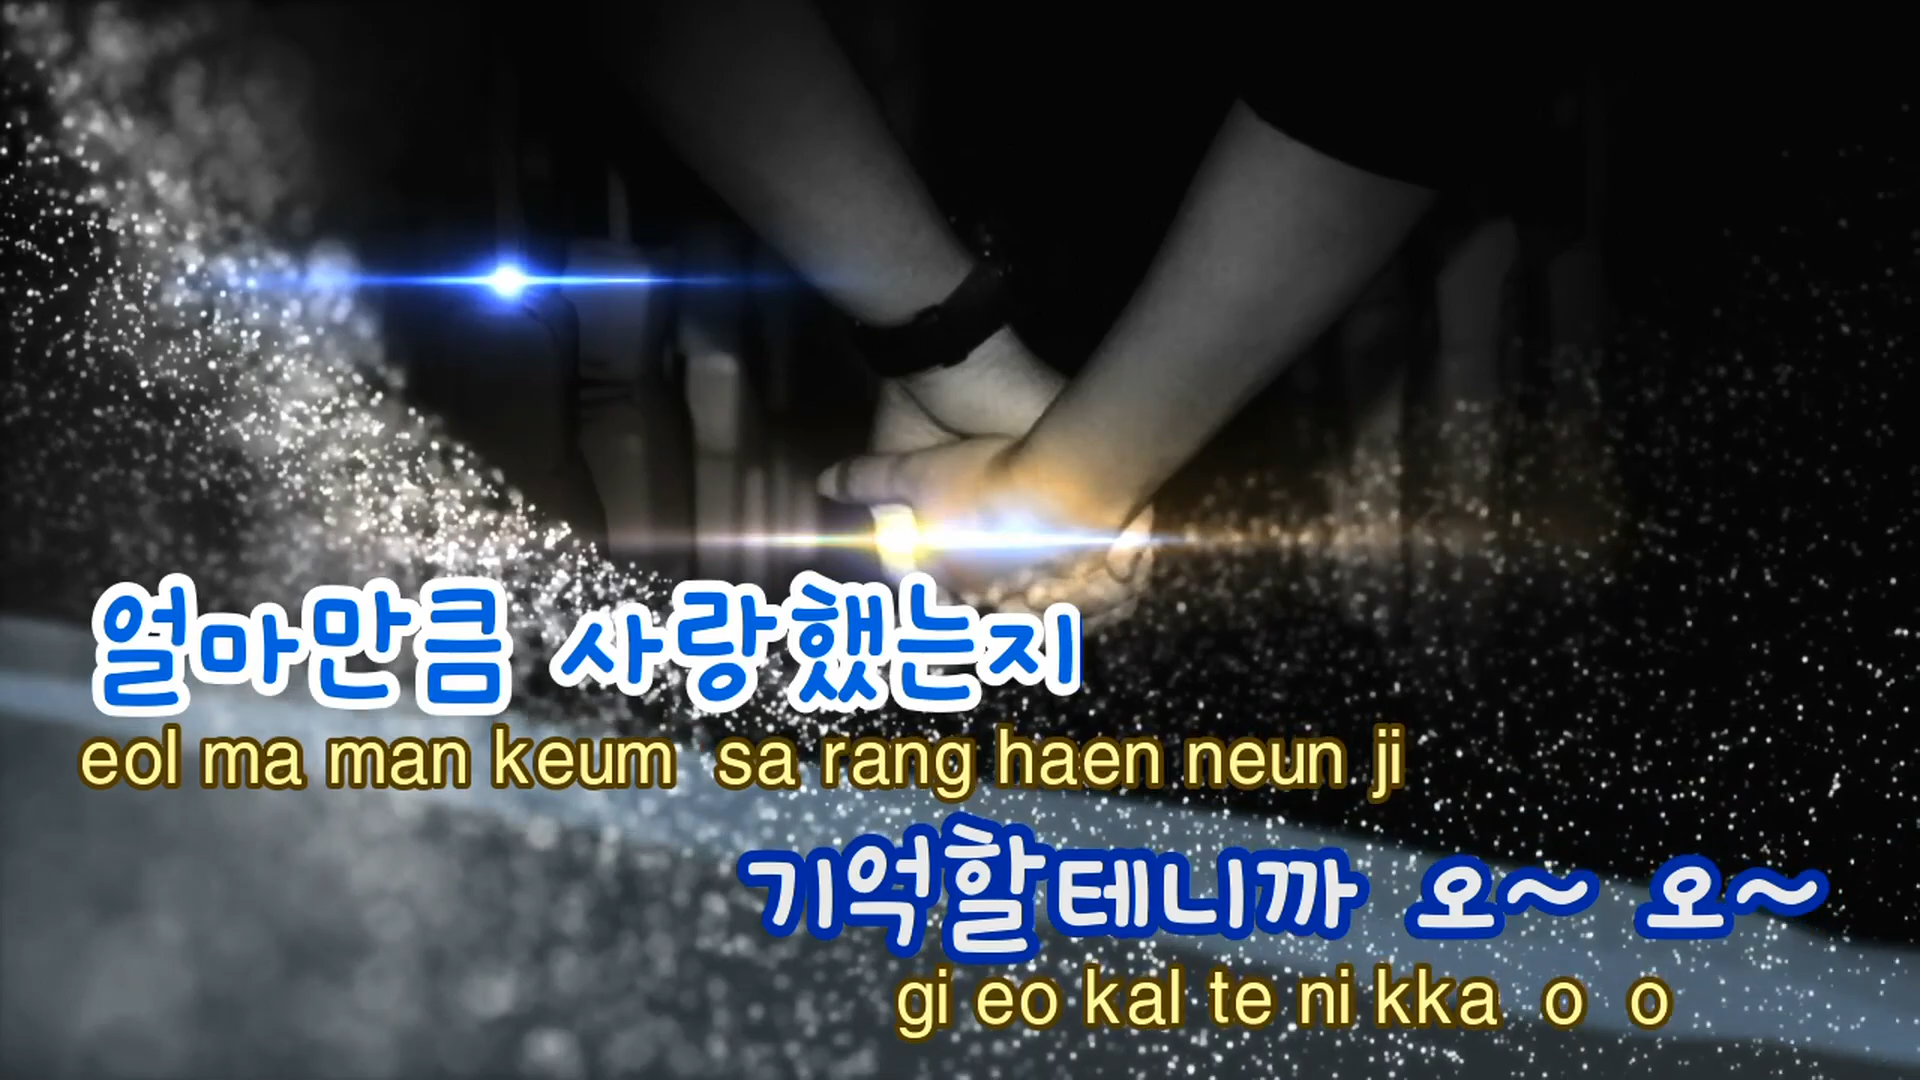 얼마만큼 사랑했는지
eol ma man keum sa rang haen neun ji
기억할테니까 오~ 오~
gi eo kal te ni kka o o